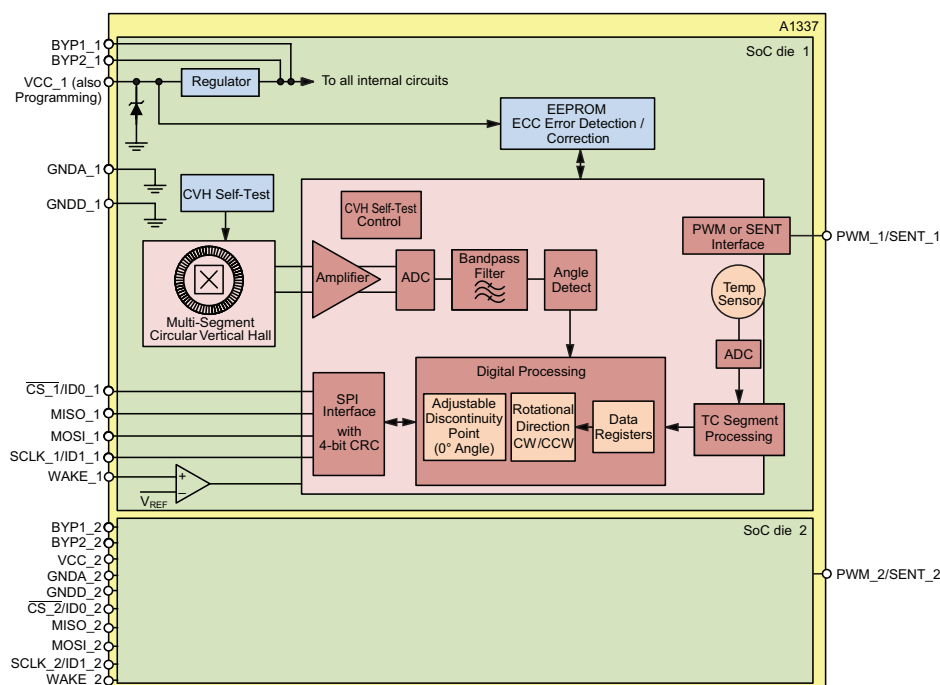 A1337
SoC die 1
BYP1_1
BYP2_1
VCC_1 (also
Programming)
Regulator
To all internal circuits
EEPROM
ECC Error Detection /
Correction
GNDA_1
GNDD_1
CVH Self-Test
CVH Self-Test
Control
PWM or SENT
Interface
PWM_1/SENT_1
Amplifier
ADC
Bandpass
Filter
Angle
Detect
Temp
Sensor
Multi-Segment
Circular Vertical Hall
ADC
CS_1/ID0_1
MISO_1
MOSI_1
SCLK_1/ID1_1
WAKE_1
SPI
Interface
with
4-bit CRC
Digital Processing
Adjustable
Discontinuity
Point
(0° Angle)
Rotational
Direction
CW/CCW
Data
Registers
TC Segment
Processing
+
–
VREF
SoC die 2
BYP1_2
BYP2_2
VCC_2
GNDA_2
GNDD_2
CS_2/ID0_2
MISO_2
MOSI_2
SCLK_2/ID1_2
WAKE_2
PWM_2/SENT_2